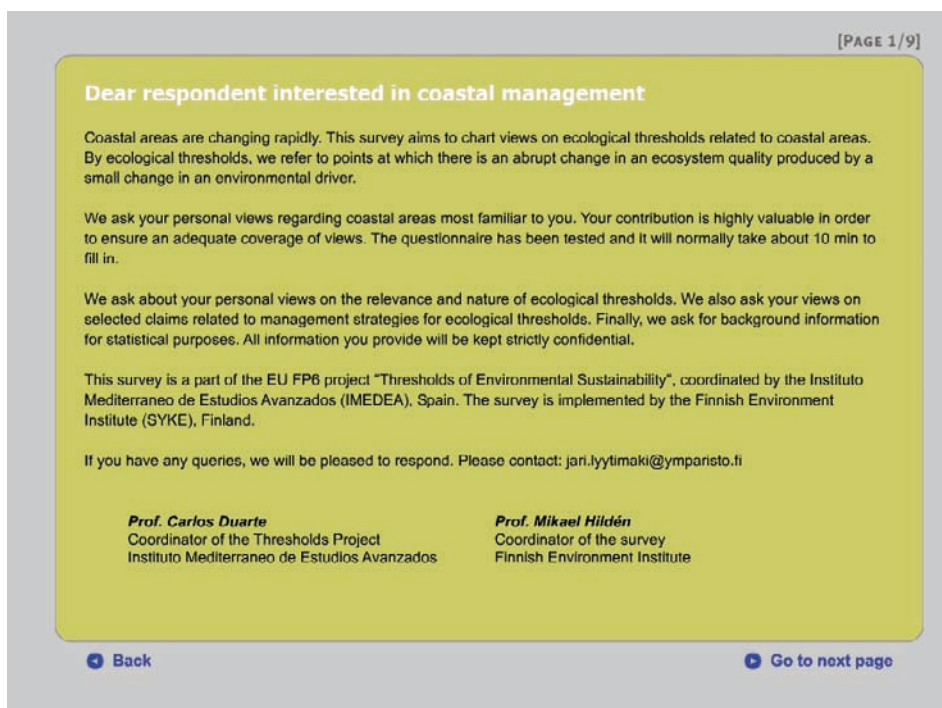 [PAGE 1/9]
Dear respondent interested in coastal management
Coastal areas are changing rapidly. This survey aims to chart views on ecological thresholds related to coastal areas.
By ecological thresholds, we refer to points at which there is an abrupt change in an ecosystem quality produced by a
small change in an environmental driver.
We ask your personal views regarding coastal areas most familiar to you. Your contribution is highly valuable in order
to ensure an adequate coverage of views. The questionnaire has been tested and it will normally take about 10 min to
fill in.
We ask about your personal views on the relevance and nature of ecological thresholds. We also ask your views on
selected claims related to management strategies for ecological thresholds. Finally, we ask for background information
for statistical purposes. All information you provide will be kept strictly confidential.
This survey is a part of the EU FP6 project "Thresholds of Environmental Sustainability", coordinated by the Instituto
Mediterraneo de Estudios Avanzados (IMEDEA), Spain. The survey is implemented by the Finnish Environment
Institute (SYKE), Finland.
If you have any queries, we will be pleased to respond. Please contact: jari.lyytimaki@ymparisto.fi
Prof. Carlos Duarte
Coordinator of the Thresholds Project
Instituto Mediterraneo de Estudios Avanzados
Prof. Mikael Hildén
Coordinator of the survey
Finnish Environment Institute
Back
Go to next page